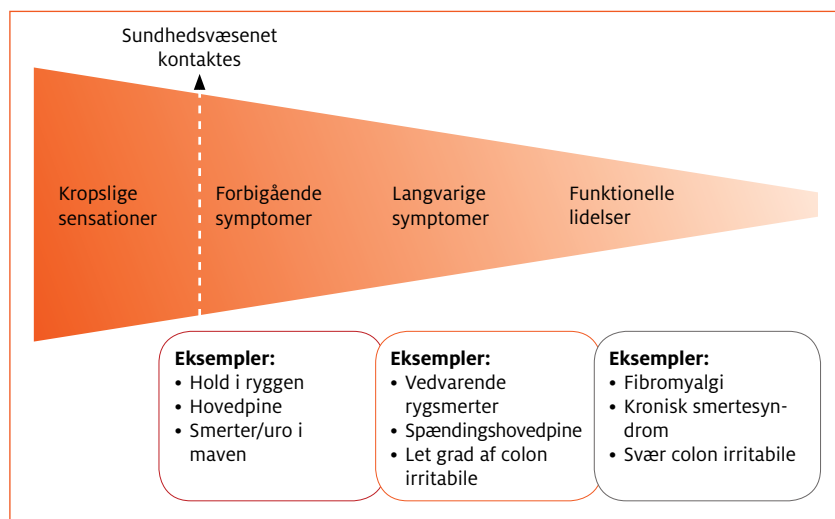 Sundhedsvæsenet
kontaktes
Kropslige
sensationer
Forbigående
symptomer
Langvarige
symptomer
Funktionelle
lidelser
Eksempler:
• Hold i ryggen
• Hovedpine
• Smerter/uro i
maven
Eksempler:
• Vedvarende
rygsmerter
• Spændingshovedpine
• Let grad af colon
irritabile
Eksempler:
• Fibromyalgi
• Kronisk smertesyn-
drom
• Svær colon irritabile